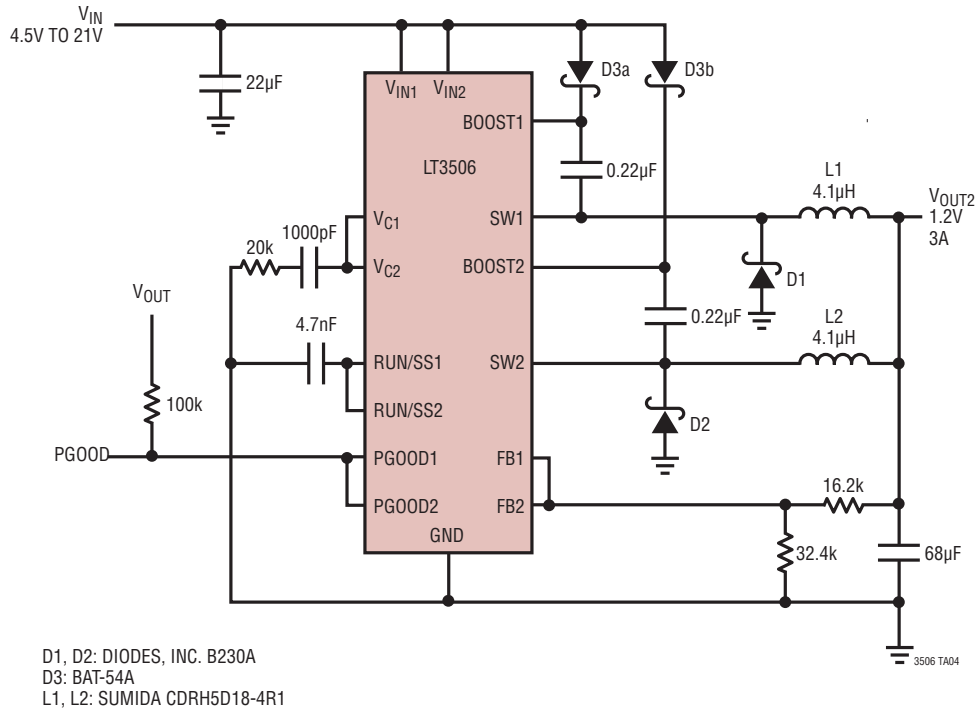 VIN
4.5V TO 21V
22µF
VIN1
VIN2
D3a
D3b
BOOST1
LT3506
0.22µF
L1
4.1µH
VOUT2
1.2V
3A
VC1
SW1
1000pF
20k
VC2
BOOST2
D1
VOUT
0.22µF
L2
4.1µH
4.7nF
RUN/SS1
SW2
100k
RUN/SS2
D2
PGOOD
PGOOD1
FB1
16.2k
PGOOD2
FB2
GND
32.4k
68µF
3506 TA04
D1, D2: DIODES, INC. B230A
D3: BAT-54A
L1, L2: SUMIDA CDRH5D18-4R1